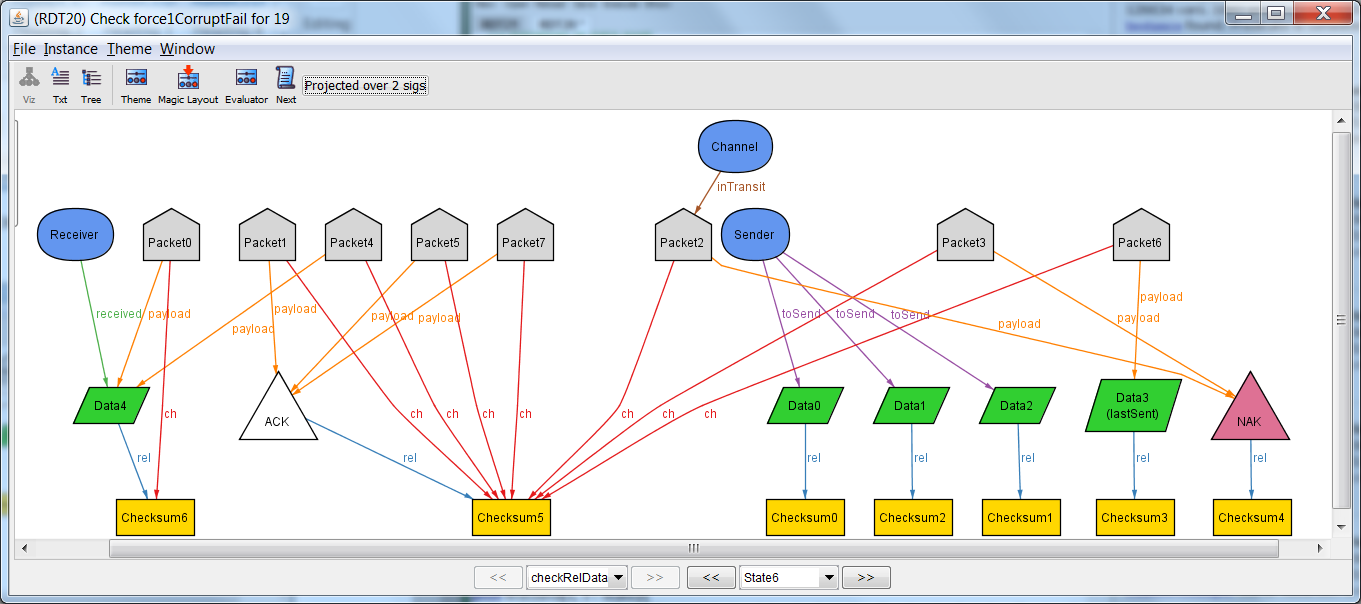 (RDT20) Check force1CorruptFail for 19
File Instance Theme Window
Viz Txt Tree Theme Magic Layout Evaluator Next Projected over 2 sigs
Channel
inTransit
Receiver Packet0 Packet1 Packet4 Packet5 Packet7 Packet2 Sender Packet3 Packet6
payload
received payload payload payload payload toSend toSend toSend payload payload
payload
Data4 ch ACK ch ch ch ch ch ch ch Data0 Data1 Data2 Data3
(lastSent) NAK
rel rel rel rel rel rel rel
Checksum6 Checksum5 Checksum0 Checksum2 Checksum1 Checksum3 Checksum4
<< checkRelData >> << State6 >>